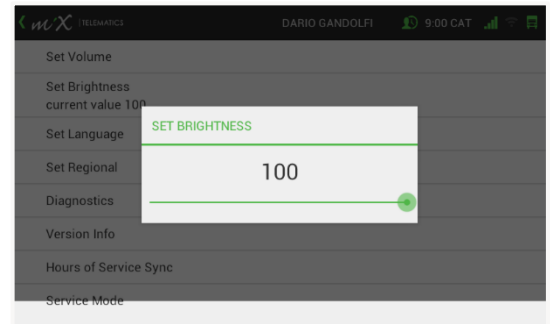 mX | TELEMATICS
DARIO GANDOLFI
9:00 CAT
Set Volume
Set Brightness
current value 100
Set Language
Set Regional
Diagnostics
Version Info
Hours of Service Sync
Service Mode
SET BRIGHTNESS
100